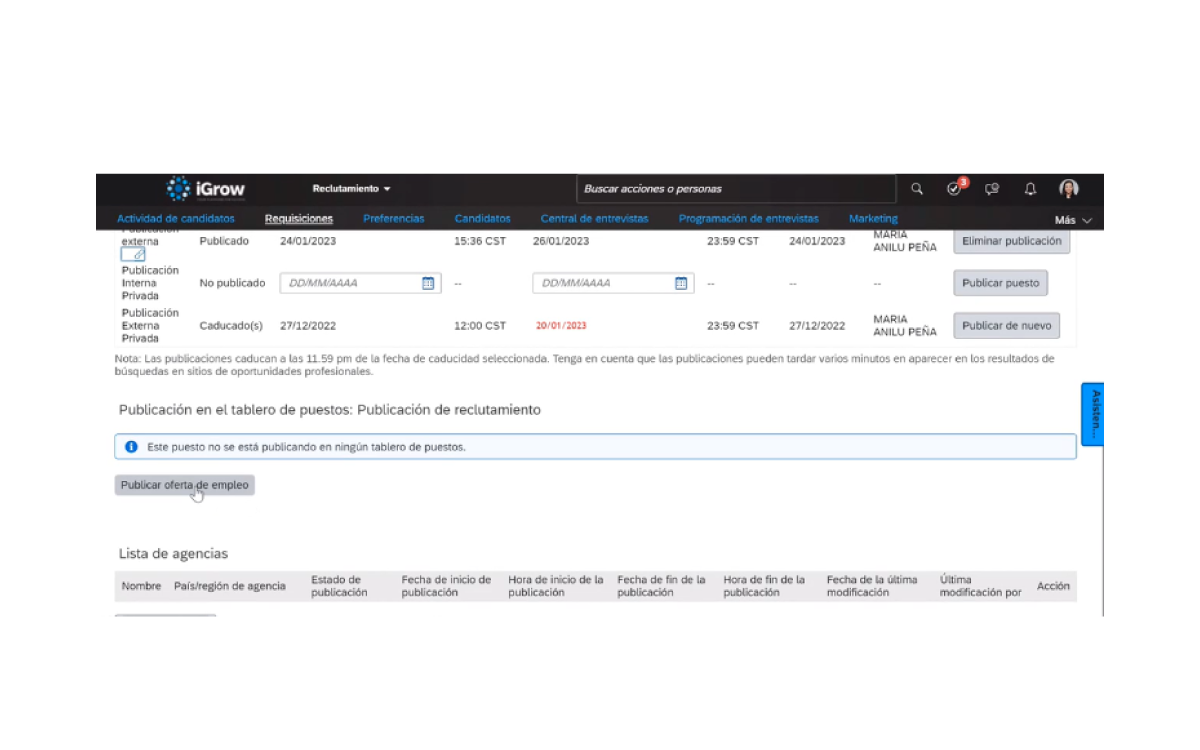 iGrow
Reclutamiento
Buscar acciones o personas
3
Actividad de candidatos Requisiciones Preferencias Candidatos Central de entrevistas Programación de entrevistas Marketing Más
Publicación
externa Publicado 24/01/2023 15:36 CST 26/01/2023 23:59 CST 24/01/2023 MARIA
ANILU PEÑA Eliminar publicación
Publicación
Interna No publicado DD/MM/AAAA -- DD/MM/AAAA -- -- -- Publicar puesto
Privada
Publicación
Externa Caducado(s) 27/12/2022 12:00 CST 20/01/2023 23:59 CST 27/12/2022 MARIA
Privada ANILU PEÑA Publicar de nuevo
Nota: Las publicaciones caducan a las 11.59 pm de la fecha de caducidad seleccionada. Tenga en cuenta que las publicaciones pueden tardar varios minutos en aparecer en los resultados de
búsquedas en sitios de oportunidades profesionales.
Asisten...
Publicación en el tablero de puestos: Publicación de reclutamiento
Este puesto no se está publicando en ningún tablero de puestos.
Publicar oferta de empleo
Lista de agencias
Nombre País/región de agencia Estado de Fecha de inicio de Hora de inicio de la Fecha de fin de la Hora de fin de la Fecha de la última Última Acción
publicación publicación publicación publicación publicación modificación modificación por